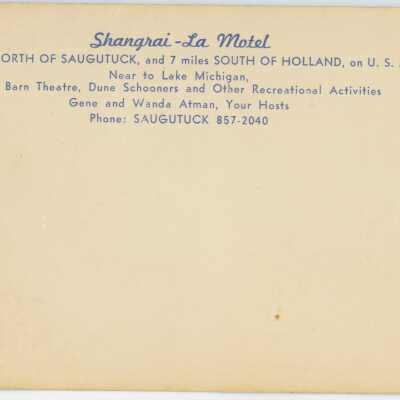 Shangrai-La Motel
ORTH OF SAUGUTUCK, and 7 miles SOUTH OF HOLLAND, on U. S.
Near to Lake Michigan,
Barn Theatre, Dune Schooners and Other Recreational Activities
Gene and Wanda Atman, Your Hosts
Phone: SAUGUTUCK 857-2040